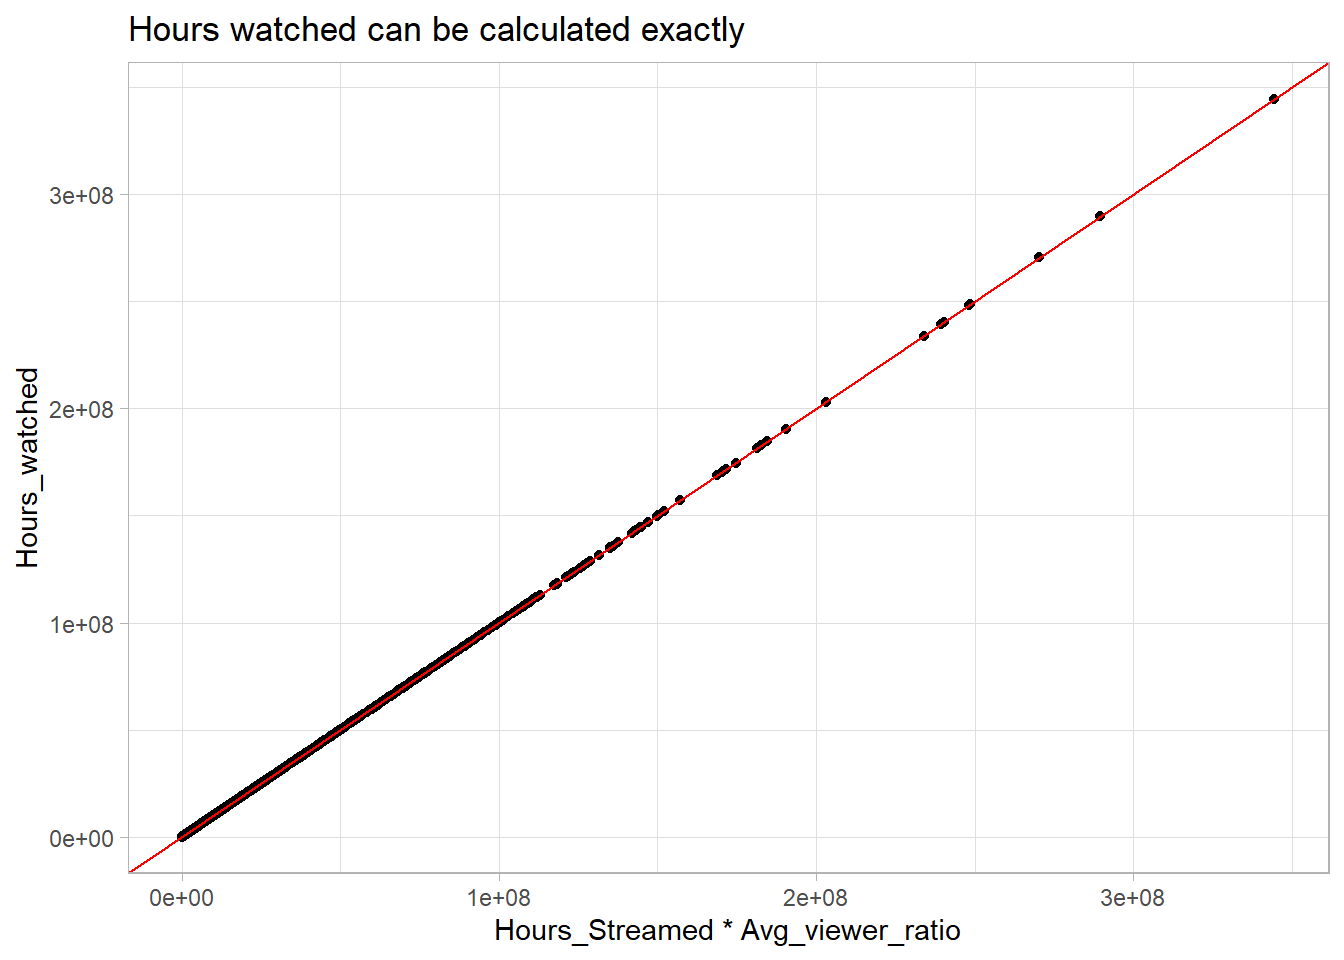 Hours watched can be calculated exactly
Hours_watched
3e+08
2e+08
1e+08
0e+00
0e+00 1e+08 2e+08 3e+08
Hours_Streamed * Avg_viewer_ratio